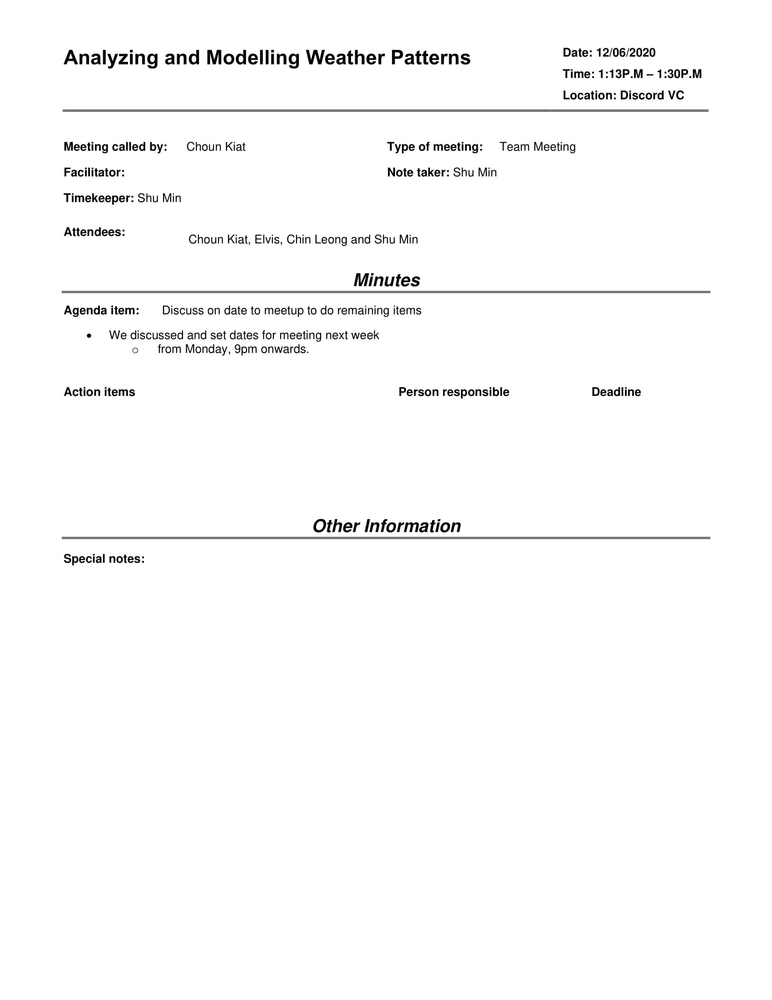 Analyzing and Modelling Weather Patterns
Date: 12/06/2020
Time: 1:13P.M – 1:30P.M
Location: Discord VC
Meeting called by: Choun Kiat
Type of meeting: Team Meeting
Facilitator:
Note taker: Shu Min
Timekeeper: Shu Min
Attendees:
Choun Kiat, Elvis, Chin Leong and Shu Min
Minutes
Agenda item: Discuss on date to meetup to do remaining items
• We discussed and set dates for meeting next week
o from Monday, 9pm onwards.
Action items Person responsible Deadline
Other Information
Special notes: